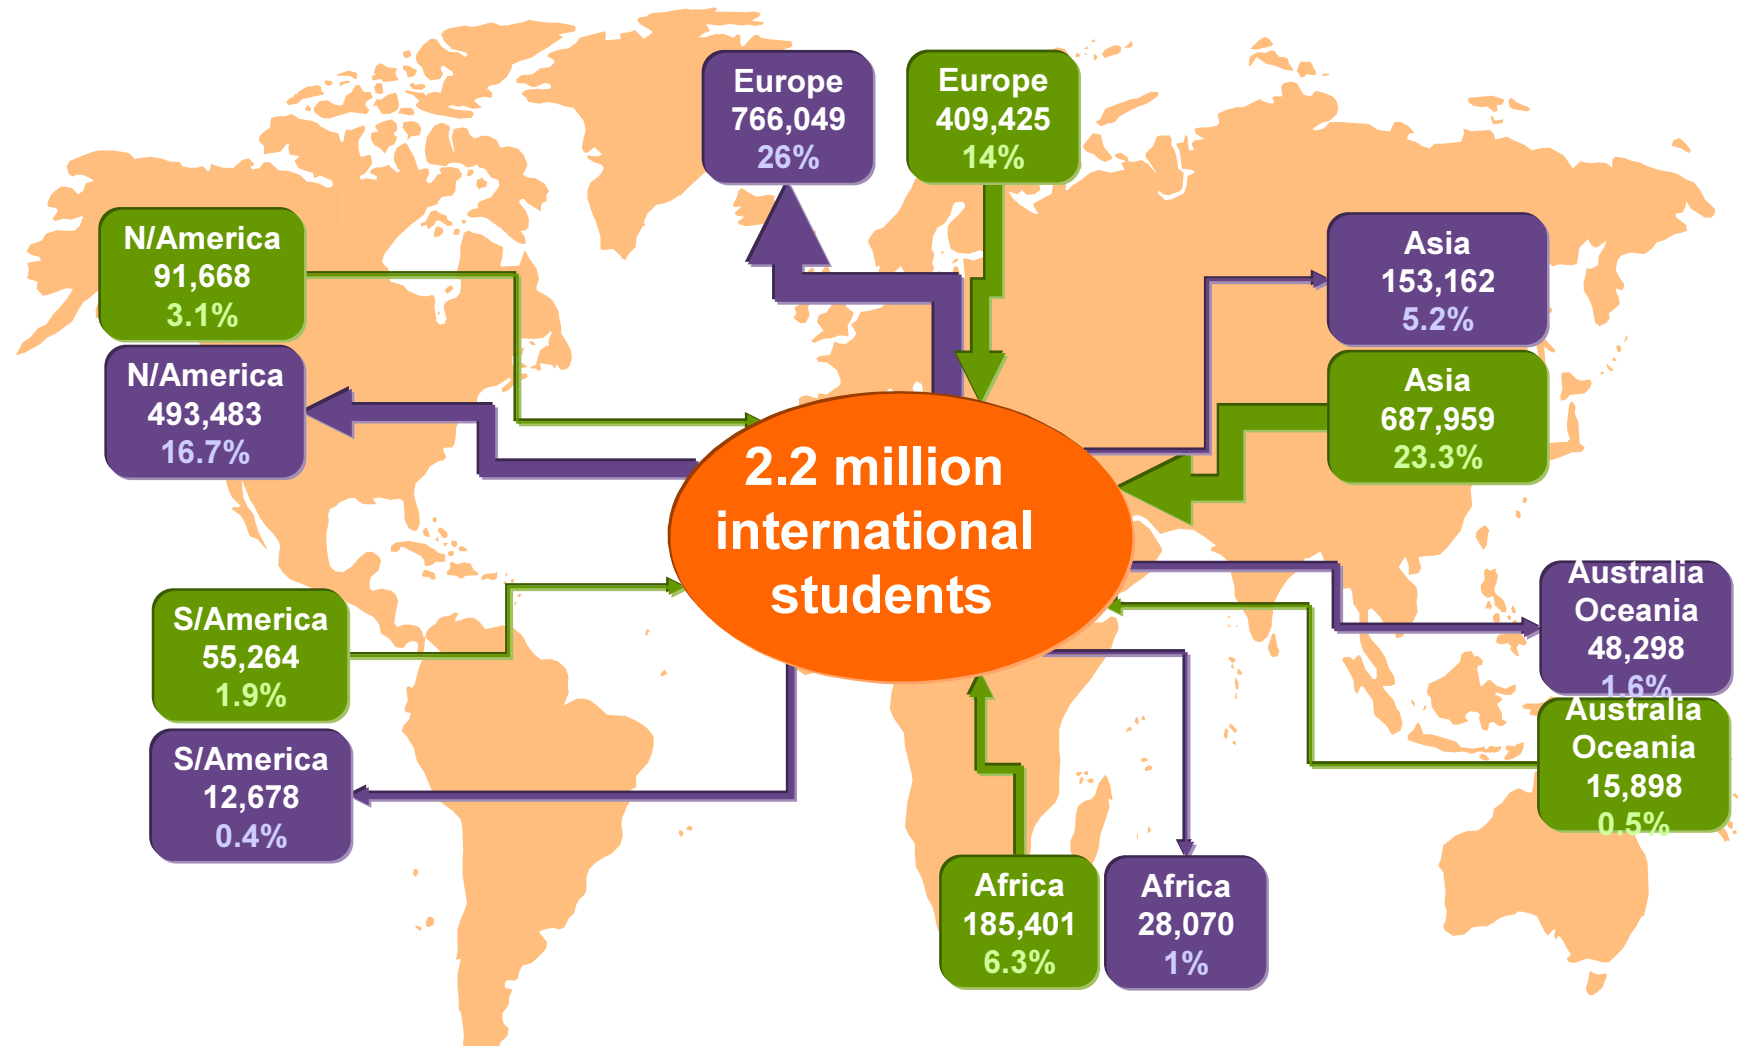 Europe
766,049
26%
Europe
409,425
14%
N/America
91,668
3.1%
N/America
493,483
16.7%
Asia
153,162
5.2%
Asia
687,959
23.3%
2.2 million
international
students
S/America
55,264
1.9%
S/America
12,678
0.4%
Australia
Oceania
48,298
1.6%
Australia
Oceania
15,898
0.5%
Africa
185,401
6.3%
Africa
28,070
1%